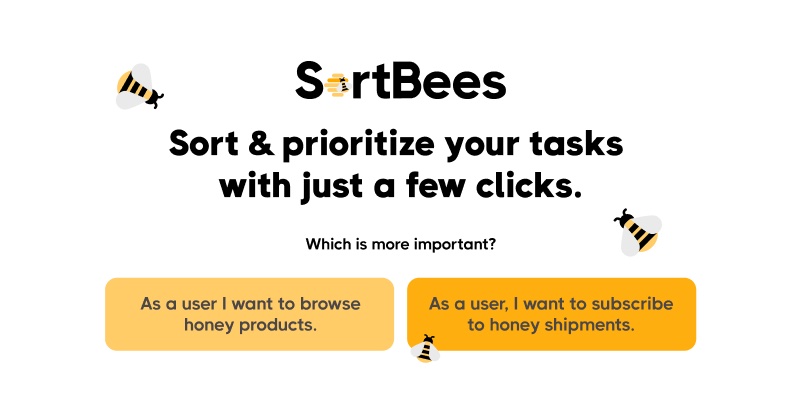 SortBees
Sort & prioritize your tasks
with just a few clicks.
Which is more important?
As a user I want to browse
honey products.
As a user, I want to subscribe
to honey shipments.